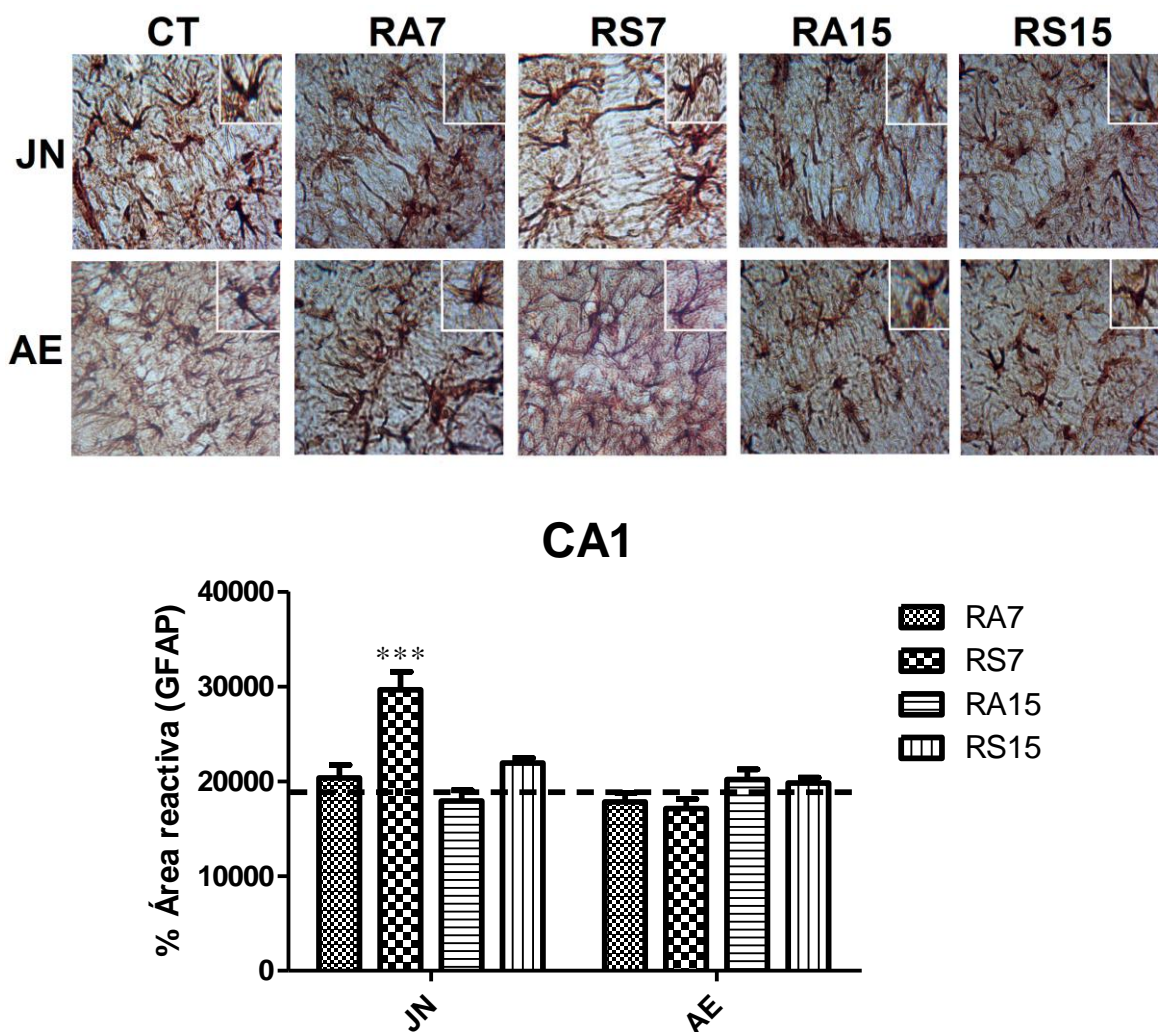 CT RA7 RS7 RA15 RS15
JN
AE
CA1
% Área reactiva (GFAP)
40000
30000
20000
10000
0
***
JN
AE
RA7
RS7
RA15
RS15